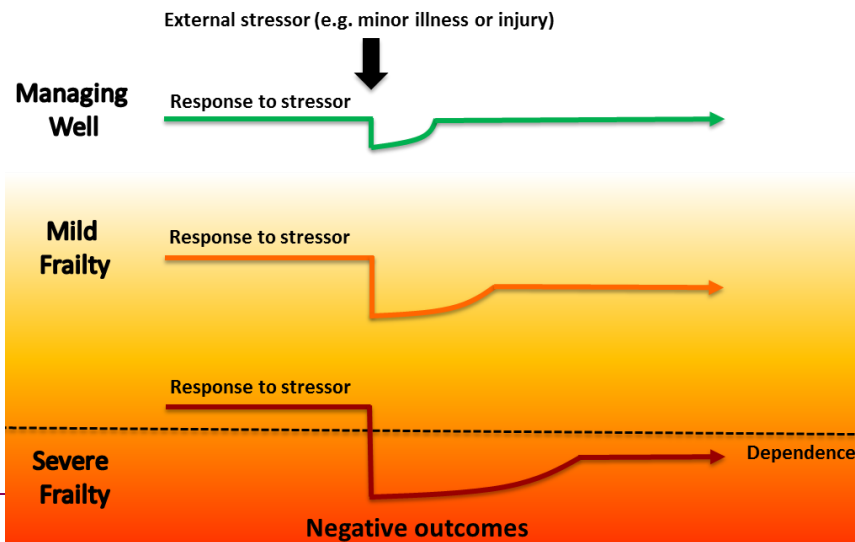 External stressor (e.g. minor illness or injury)
Managing
Well
Response to stressor
Mild
Frailty
Response to stressor
Response to stressor
Dependence
Severe
Frailty
Negative outcomes